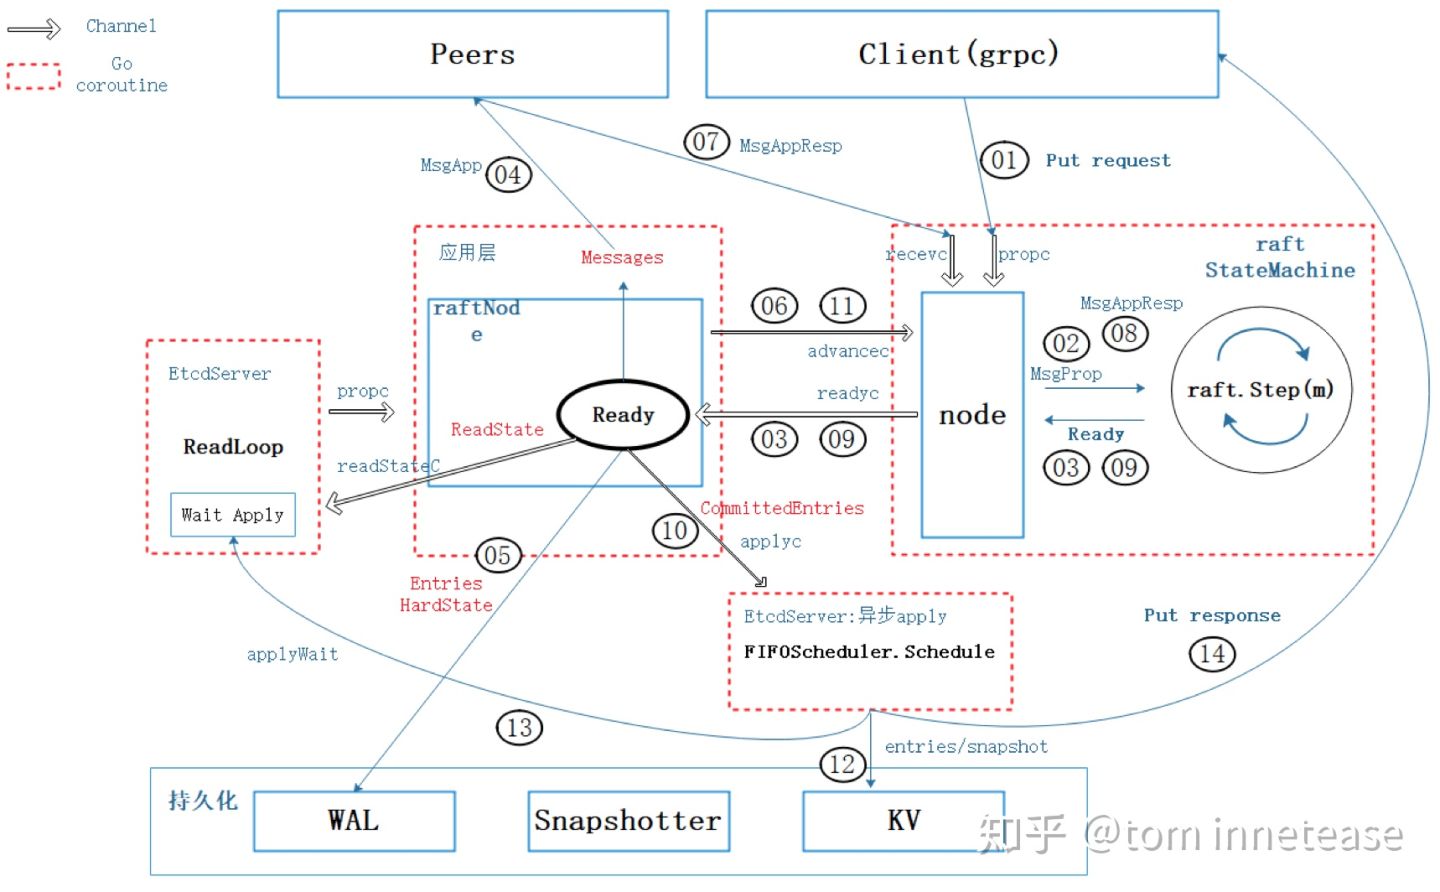 Channel
Go
coroutine
Peers
Client(grpc)
07
MsgAppResp
01
Put request
MsgApp
04
应用层
Messages
recevc
propc
raft
StateMachine
raftNod
e
06
11
advancec
MsgAppResp
02
08
MsgProp
raft.Step(m)
EtcdServer
propc
ReadLoop
readyc
Ready
ReadState
node
Ready
03
09
03
09
readStateC
Wait Apply
CommittedEntries
10
applyc
05
Entries
HardState
EtcdServer:异步apply
FIFOScheduler.Schedule
Put response
14
applyWait
13
entries/snapshot
12
持久化
WAL
Snapshotter
KV
知乎 @tom innetease